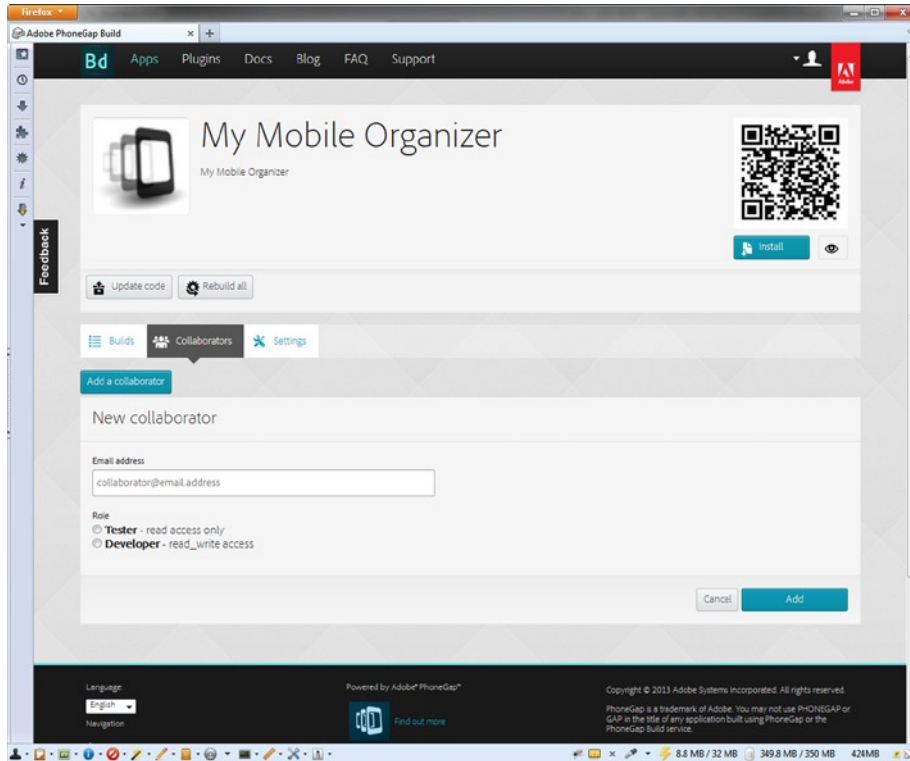 Firefox
Adobe PhoneGap Build
Bd Apps Plugins Docs Blog FAQ Support
Adobe
My Mobile Organizer
My Mobile Organizer
Install
Feedback
Update code Rebuild all
Builds Collaborators Settings
Add a collaborator
New collaborator
Email address
collaborator@email.address
Role
Tester - read access only
Developer - read_write access
Cancel Add
Language: Powered by Adobe® PhoneGap™ Copyright © 2013 Adobe Systems Incorporated. All rights reserved.
English
PhoneGap is a trademark of Adobe. You may not use PHONEGAP or
Navigation Find out more GAP in the title of any application built using PhoneGap or the
PhoneGap Build service.
8.8 MB / 32 MB 349.8 MB / 350 MB 424MB